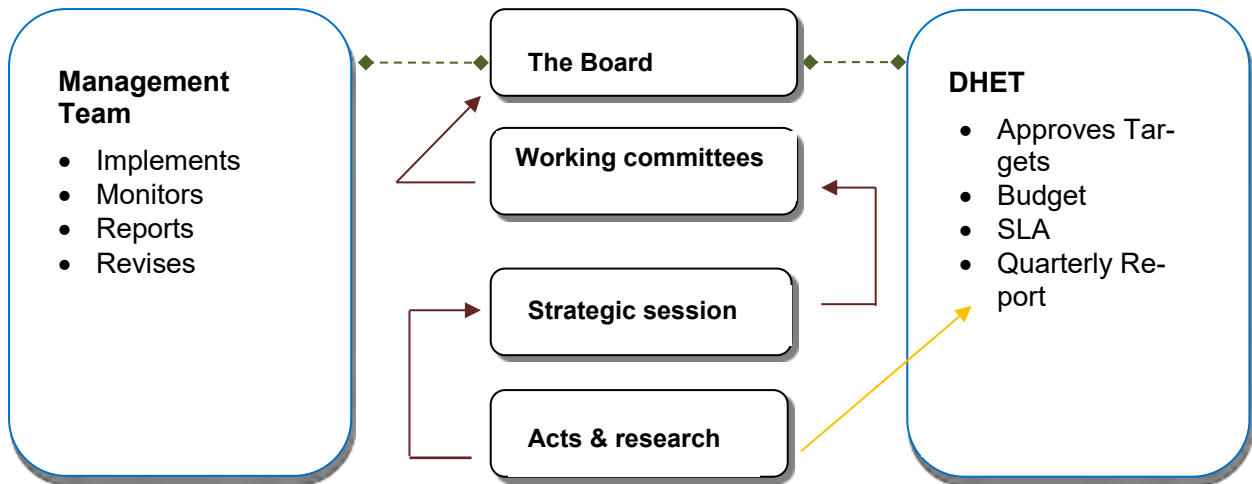 Management
Team
• Implements
• Monitors
• Reports
• Revises
The Board
Working committees
Strategic session
Acts & research
DHET
• Approves Tar-
gets
• Budget
• SLA
• Quarterly Re-
port